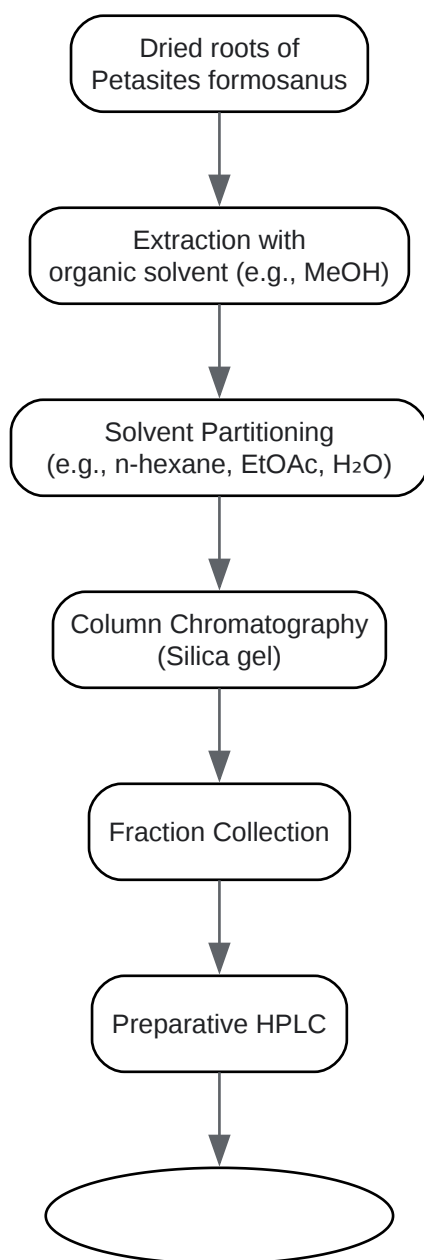 Dried roots of
Petasites formosanus
Extraction with
organic solvent (e.g., MeOH)
Solvent Partitioning
(e.g., n-hexane, EtOAc, H₂O)
Column Chromatography
(Silica gel)
Fraction Collection
Preparative HPLC